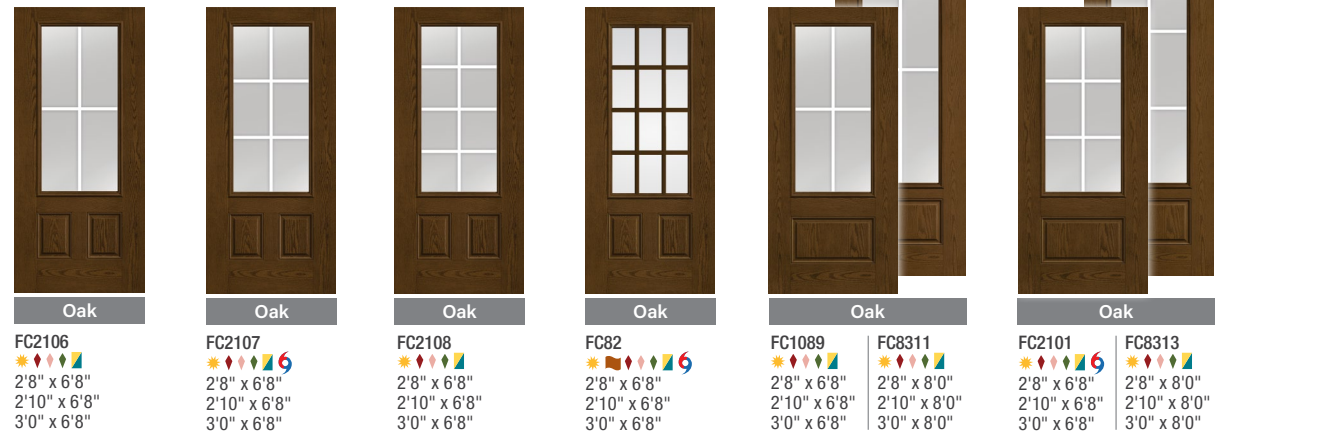 Oak
FC2106
2'8" x 6'8"
2'10" x 6'8"
3'0" x 6'8"
Oak
FC2107
2'8" x 6'8"
2'10" x 6'8"
3'0" x 6'8"
Oak
FC2108
2'8" x 6'8"
2'10" x 6'8"
3'0" x 6'8"
Oak
FC82
2'8" x 6'8"
2'10" x 6'8"
3'0" x 6'8"
Oak
FC1089
2'8" x 6'8"
2'10" x 6'8"
3'0" x 6'8"
FC8311
2'8" x 8'0"
2'10" x 8'0"
3'0" x 8'0"
Oak
FC2101
2'8" x 6'8"
2'10" x 6'8"
3'0" x 6'8"
FC8313
2'8" x 8'0"
2'10" x 8'0"
3'0" x 8'0"